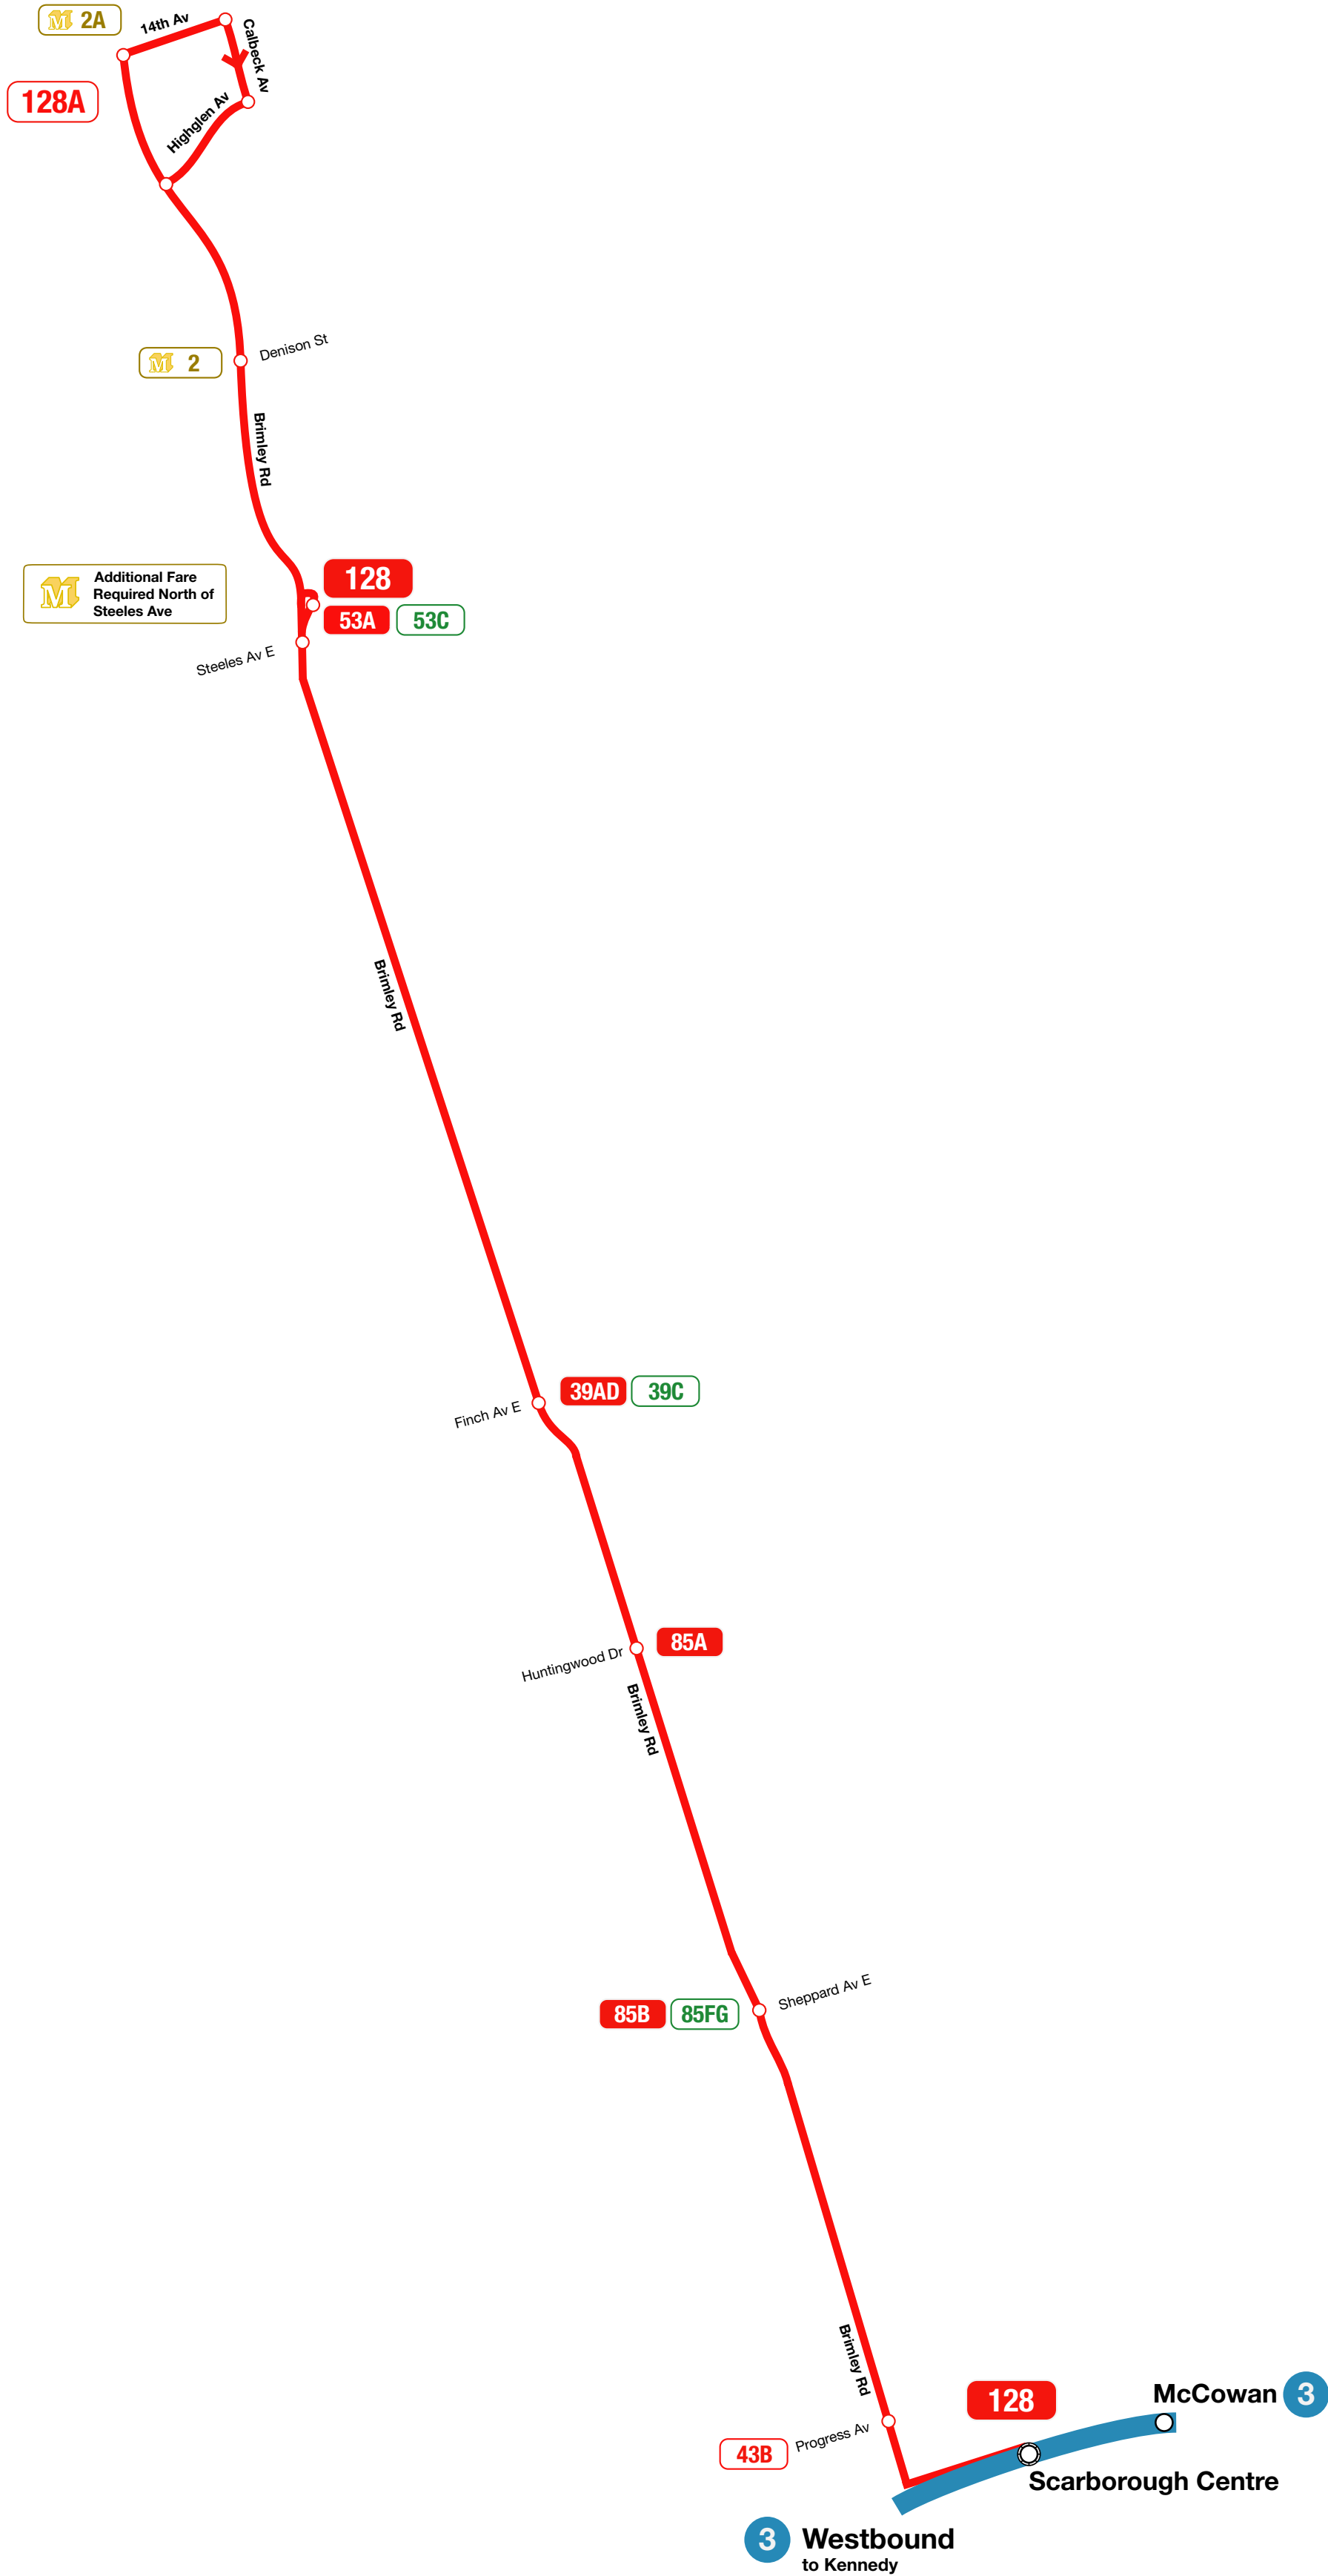 M 2A
14th Av
Calbeck Av
128A
Highglen Av
M 2
Denison St
Brimley Rd
128
M Additional Fare
Required North of
Steeles Ave
53A 53C
Steeles Av E
Brimley Rd
39AD 39C
Finch Av E
85A
Huntingwood Dr
Brimley Rd
Sheppard Av E
85B 85FG
Brimley Rd
128
McCowan 3
Progress Av
43B
Scarborough Centre
3 Westbound
to Kennedy